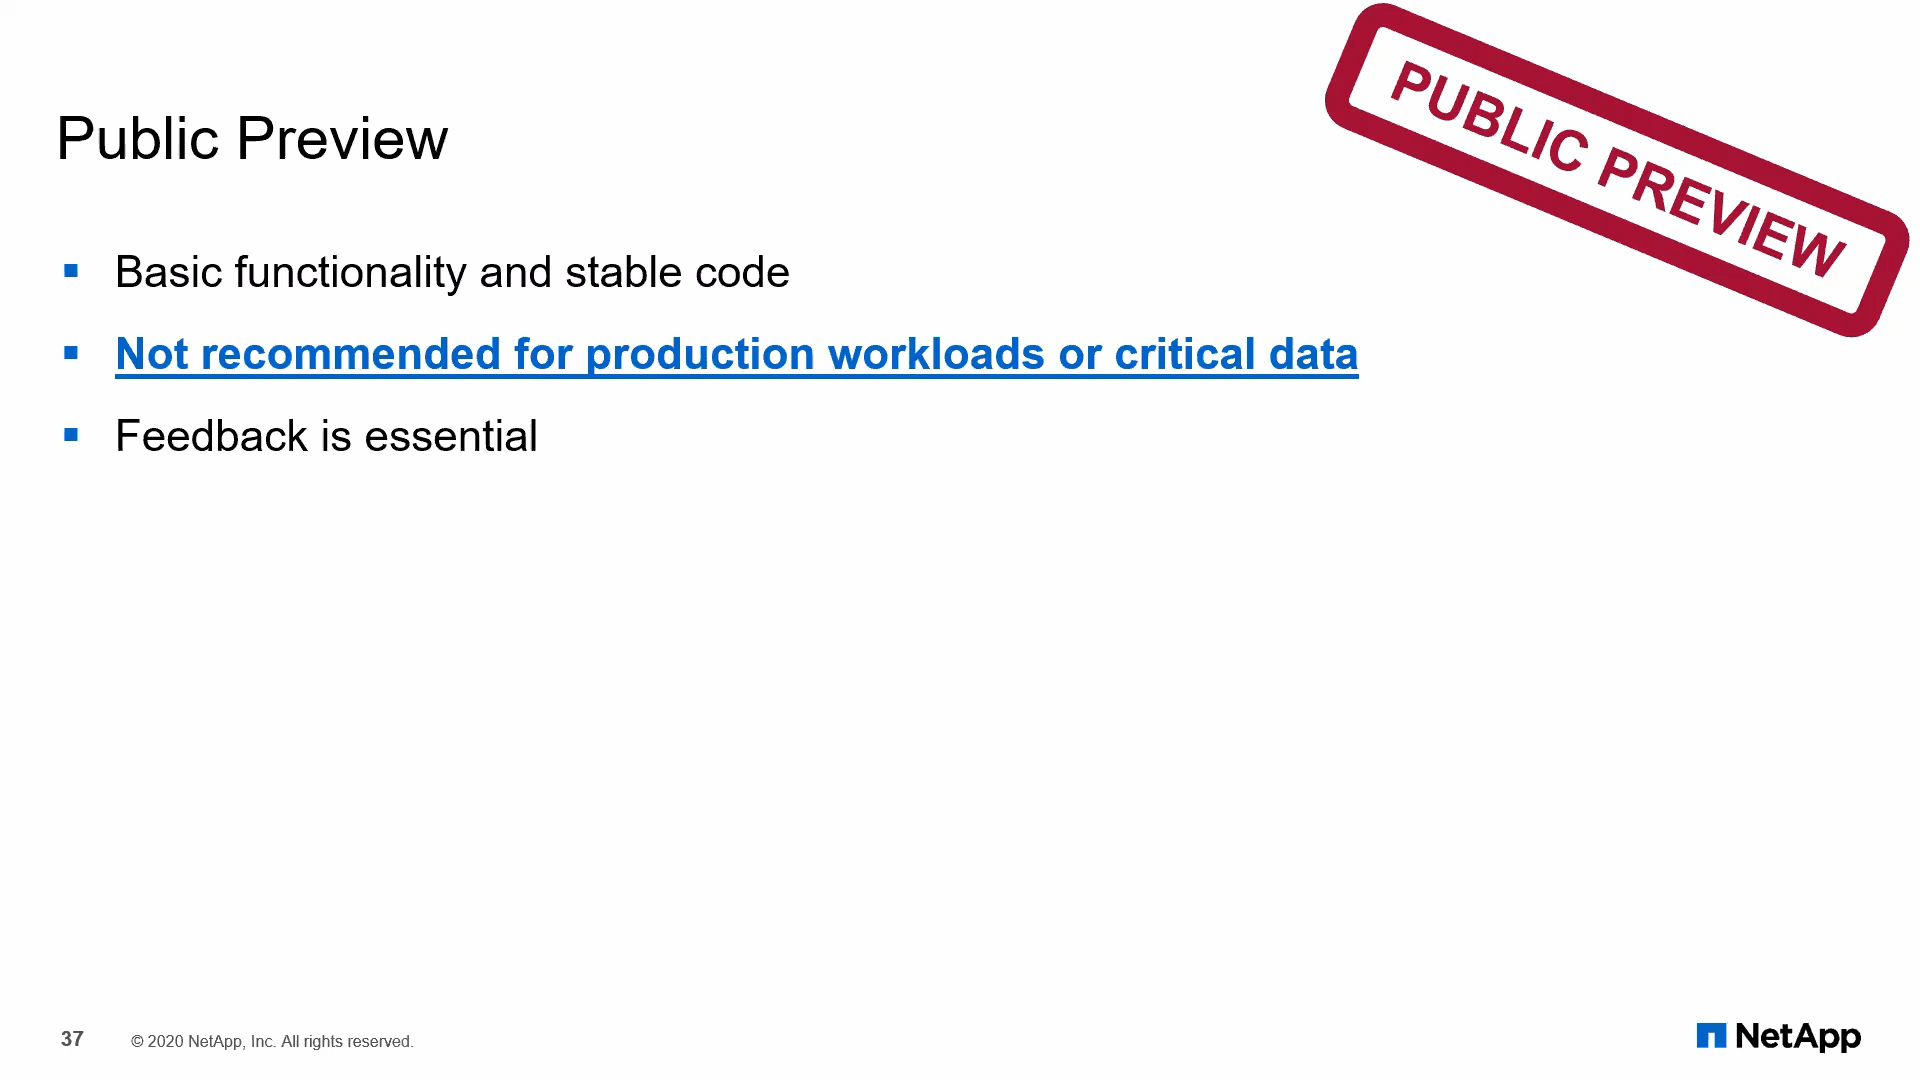 PUBLIC PREVIEW
Public Preview
Basic functionality and stable code
Not recommended for production workloads or critical data
Feedback is essential
37
© 2020 NetApp, Inc. All rights reserved.
NetApp